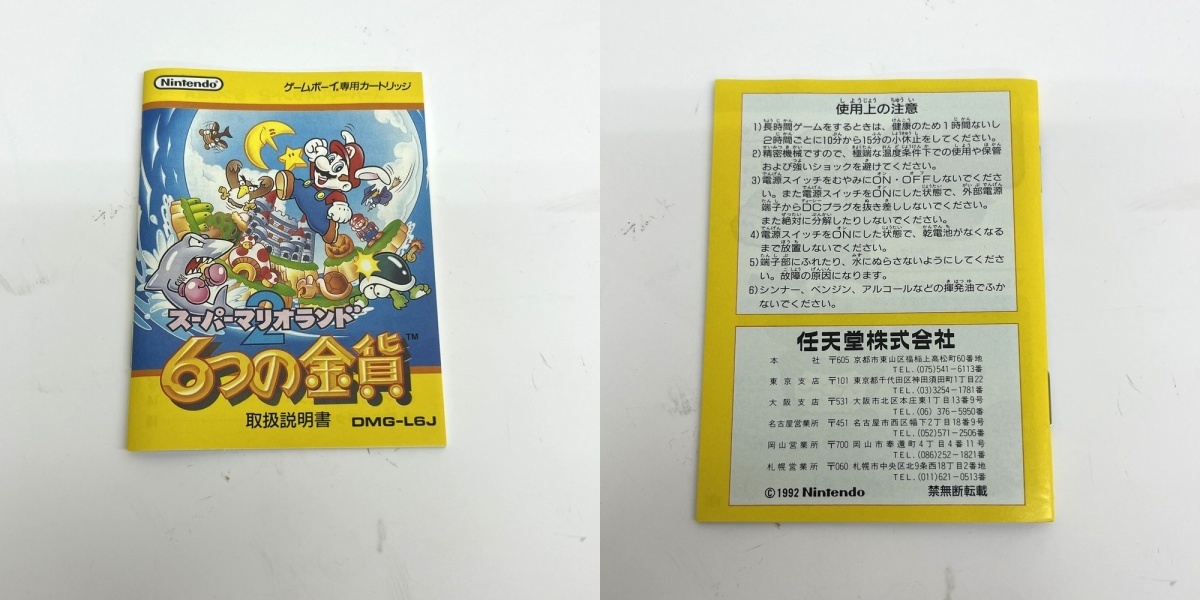 Nintendo
ゲームボーイ専用カートリッジ
スーパーマリオランド
2
6つの金貨™
取扱説明書 DMG-L6J
使用上の注意
1)長時間ゲームをするときは、健康のため1時間ないし
2時間ごとに10分から15分の小休止をしてください。
2)精密機械ですので、極端な温度条件下での使用や保管
および強いショックを避けてください。
3)電源スイッチをむやみにON・OFFしないでくださ
い。また電源スイッチをONにした状態で、外部電源
端子からDCプラグを抜き差ししないでください。
また絶対に分解したりしないでください。
4)電源スイッチをONにした状態で、乾電池がなくなる
まで放置しないでください。
5)端子部にふれたり、水にぬらさないようにしてくださ
い。故障の原因になります。
6)シンナー、ベンジン、アルコールなどの揮発油でふか
ないでください。
任天堂株式会社
本社 〒605 京都市東山区福稲上高松町60番地
TEL.(075)541-6113番
東京支店 〒101 東京都千代田区神田須田町1丁目22
TEL.(03)3254-1781番
大阪支店 〒531 大阪市北区本庄東1丁目13番9号
TEL.(06) 376-5950番
名古屋営業所 〒451 名古屋市西区幅下2丁目18番9号
TEL.(052)571-2506番
岡山営業所 〒700 岡山市奉還町4丁目4番11号
TEL.(086)252-1821番
札幌営業所 〒060 札幌市中央区北9条西18丁目2番地
TEL.(011)621-0513番
©1992 Nintendo 禁無断転載